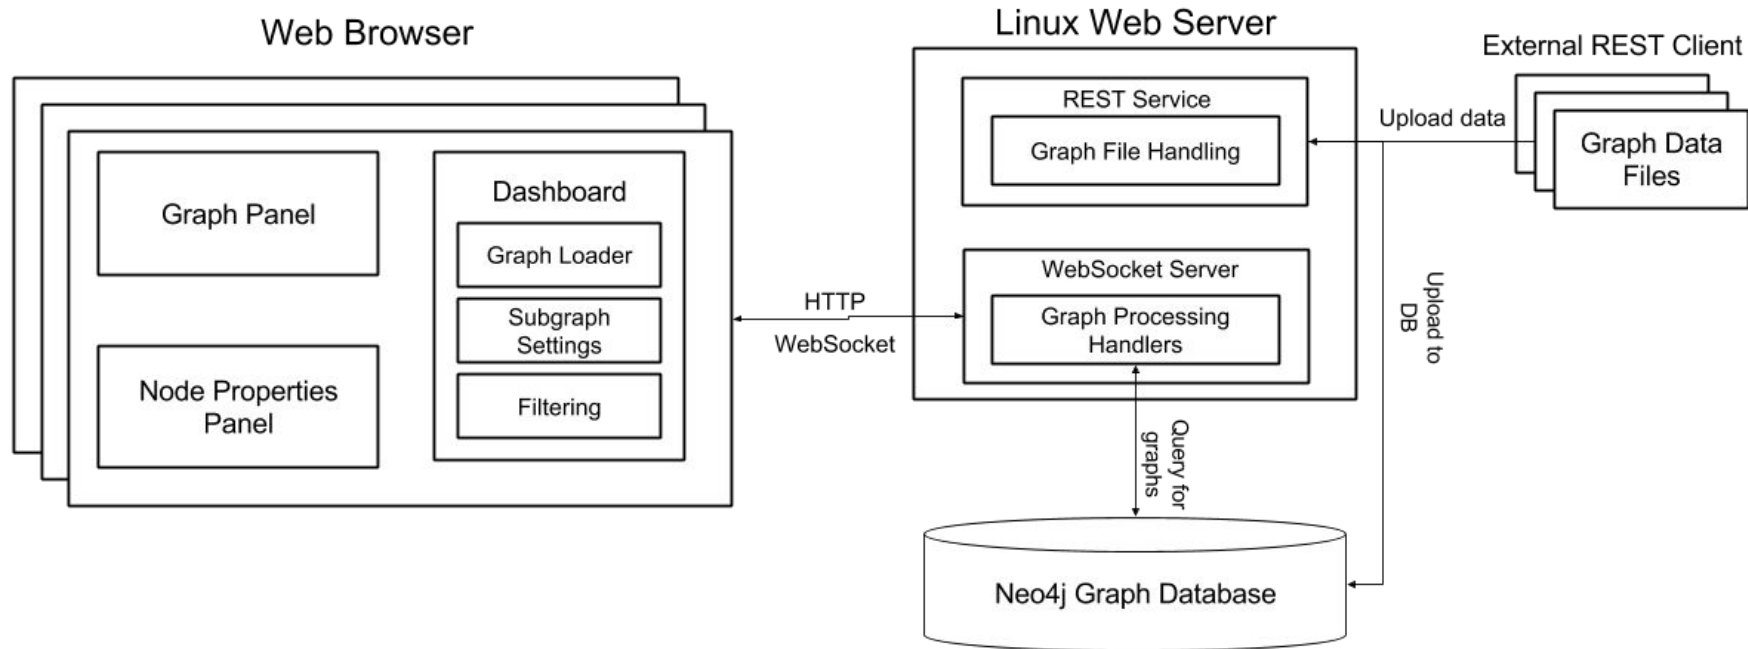 Web Browser
Graph Panel
Node Properties
Panel
Dashboard
Graph Loader
Subgraph
Settings
Filtering
HTTP
WebSocket
Linux Web Server
REST Service
Graph File Handling
WebSocket Server
Graph Processing
Handlers
Query for
graphs
Neo4j Graph Database
External REST Client
Upload data
Graph Data
Files
Upload to
DB